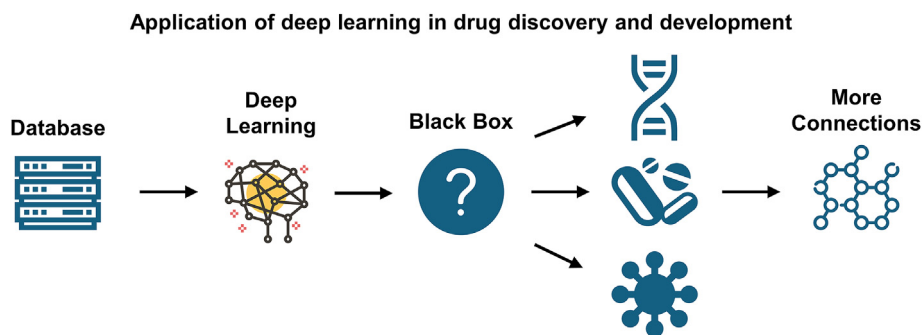 Application of deep learning in drug discovery and development
Database
Deep
Learning
Black Box
?
More
Connections